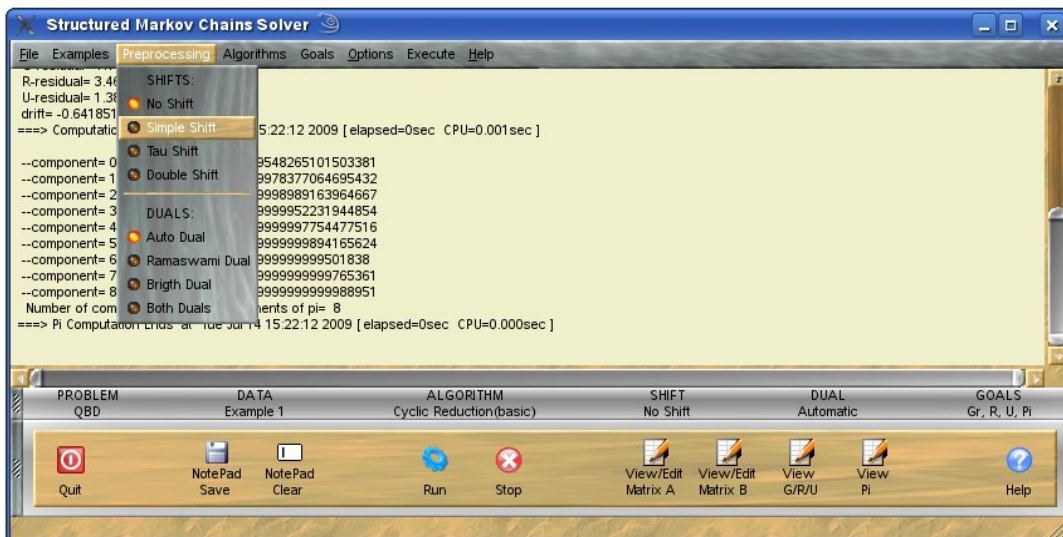 Structured Markov Chains Solver
File Examples Preprocessing Algorithms Goals Options Execute Help
R-residual= 3.46
U-residual= 1.38
drift= -0.641851
===> Computatio 15:22:12 2009 [ elapsed=0sec CPU=0.001sec ]
--component= 0 9548265101503381
--component= 1 9978377064695432
--component= 2 9998989163964667
--component= 3 9999952231944854
--component= 4 9999997754477516
--component= 5 9999999894165624
--component= 6 9999999999501838
--component= 7 9999999999765361
--component= 8 9999999999988951
Number of com ents of pi= 8
===> Pi Computation Ends at Tue Jul 14 15:22:12 2009 [ elapsed=0sec CPU=0.000sec ]
SHIFTS:
No Shift
Simple Shift
Tau Shift
Double Shift
DUALS:
Auto Dual
Ramaswami Dual
Brigth Dual
Both Duals
PROBLEM DATA ALGORITHM SHIFT DUAL GOALS
QBD Example 1 Cyclic Reduction(basic) No Shift Automatic Gr, R, U, Pi
Quit
NotePad Save
NotePad Clear
Run
Stop
View/Edit Matrix A
View/Edit Matrix B
View G/R/U
View Pi
Help